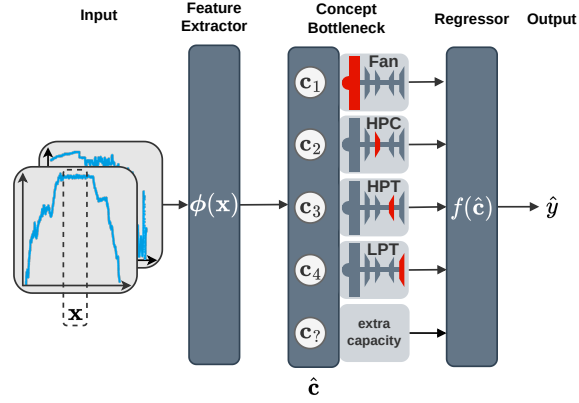 Input
Feature
Extractor
Concept
Bottleneck
Regressor
Output
c₁
Fan
c₂
HPC
ϕ(x)
c₃
HPT
f(ĉ)
ŷ
c₄
LPT
x
c?
extra
capacity
ĉ